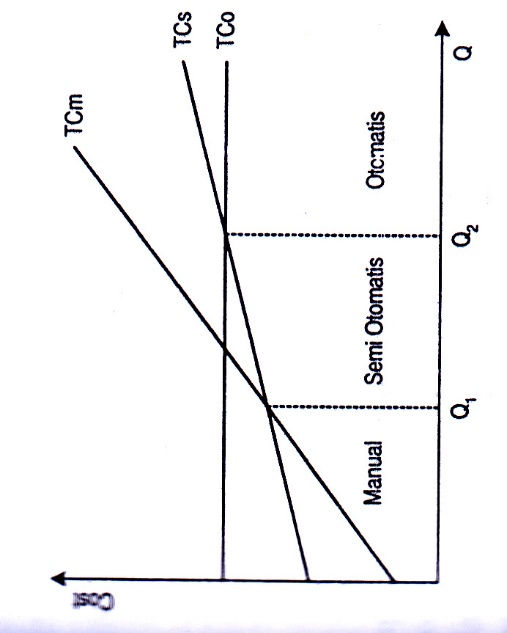 Cost
TCm
TCs
TCo
Manual
Semi Otomatis
Otomatis
Q₁
Q₂
Q